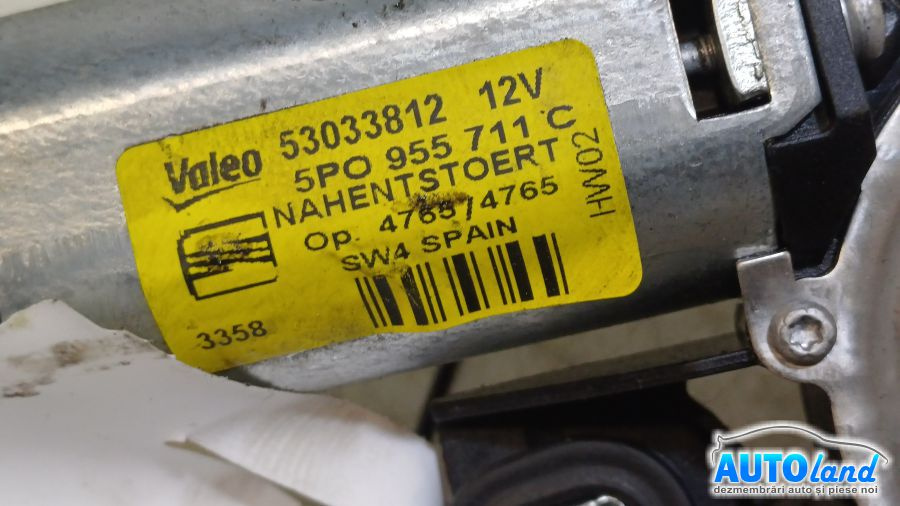 Valeo 53033812 12V
5PO 955 711 C
NAHENTSTOERT
Op. 4765 / 4765
SW4 SPAIN
HW02
3358
AUTOland
dezmembrări auto și piese noi